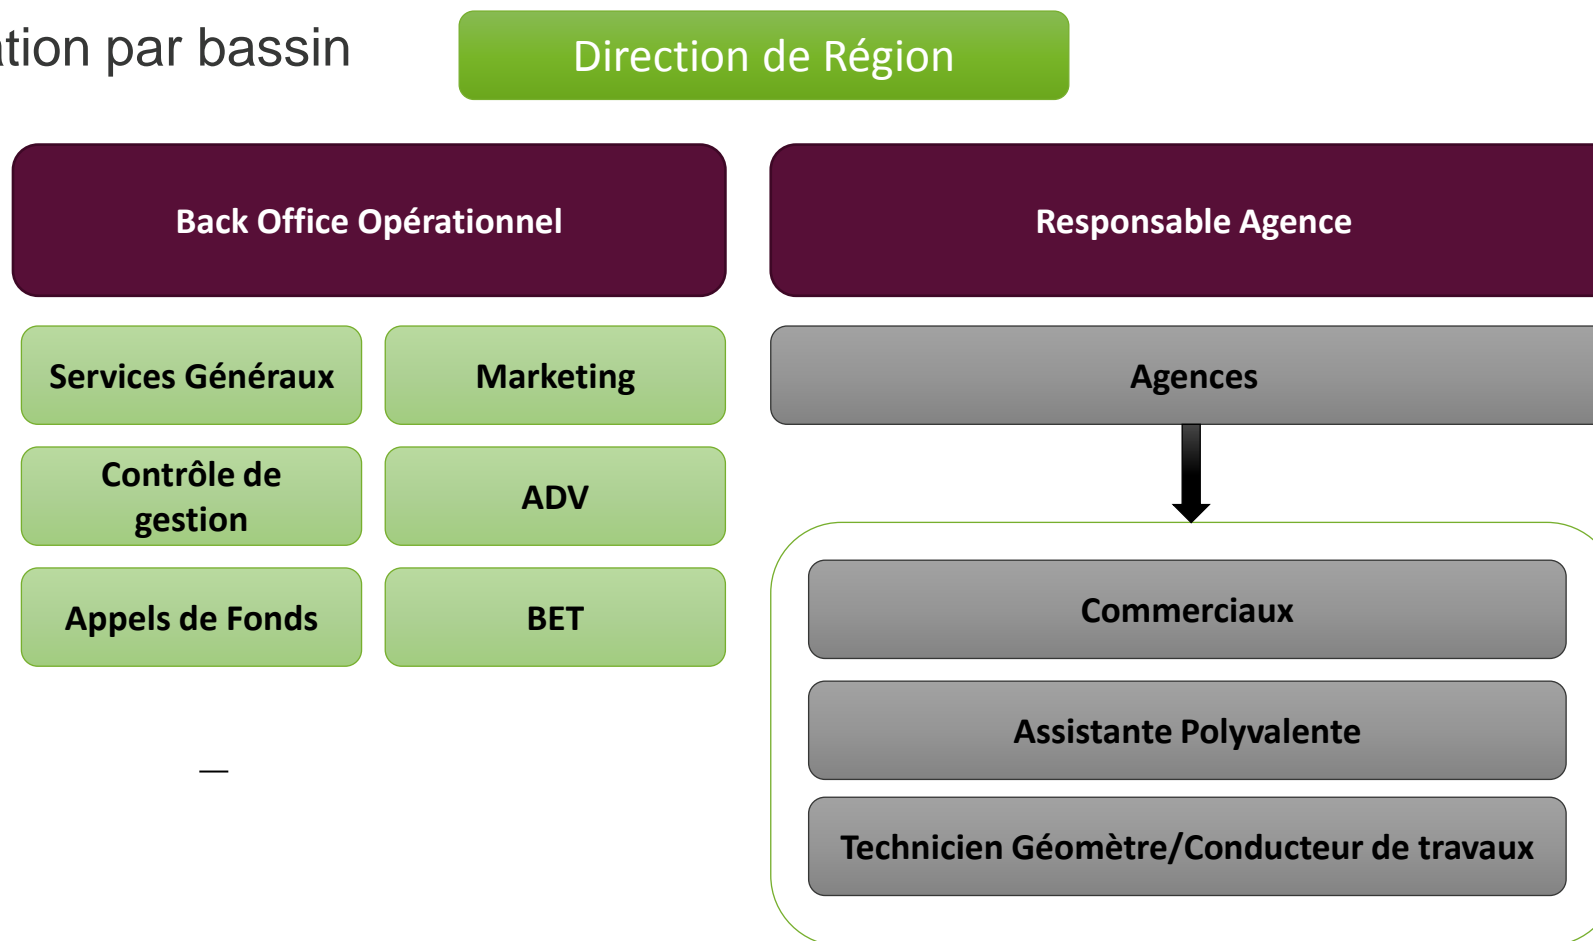 ation par bassin
Direction de Région
Back Office Opérationnel
Responsable Agence
Services Généraux
Marketing
Agences
Contrôle de
gestion
ADV
Appels de Fonds
BET
Commerciaux
Assistante Polyvalente
Technicien Géomètre/Conducteur de travaux